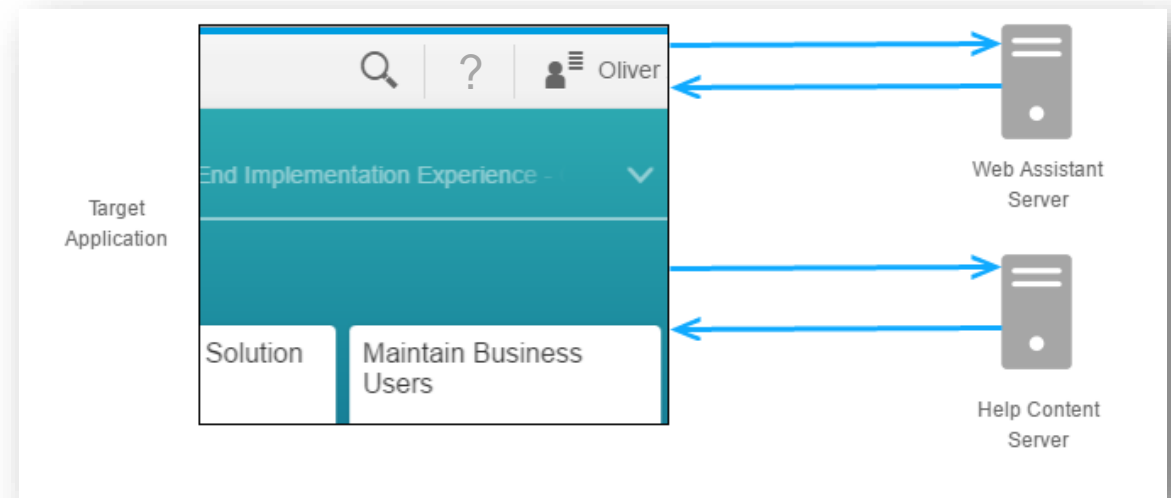 ?
Oliver
End Implementation Experience -
Target
Application
Solution
Maintain Business
Users
Web Assistant
Server
Help Content
Server